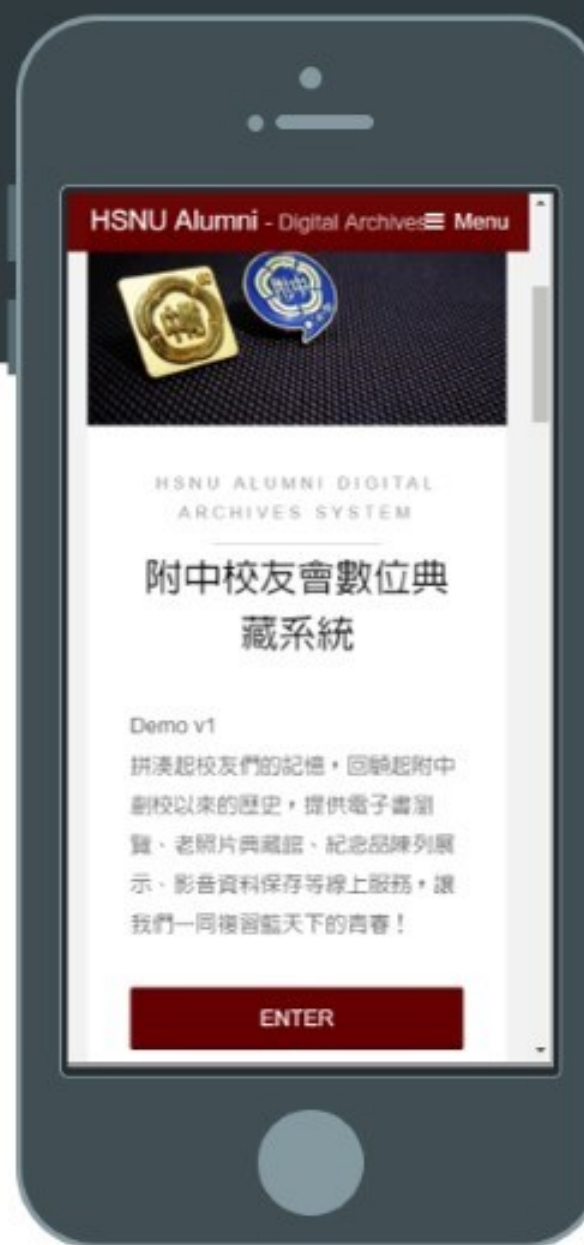 HSNU Alumni - Digital Archives Menu
附中
HSNU ALUMNI DIGITAL
ARCHIVES SYSTEM
附中校友會數位典
藏系統
Demo v1
拼湊起校友們的記憶，回顧起附中
創校以來的歷史，提供電子書瀏
覽、老照片典藏館、紀念品陳列展
示、影音資料保存等線上服務，讓
我們一同複習藍天下的青春！
ENTER